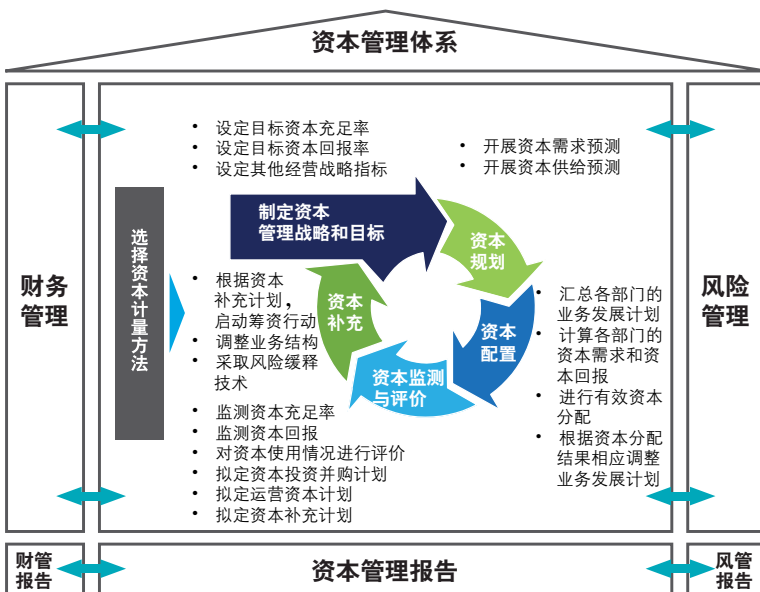 资本管理体系
财务
管理
选择资本计量方法
• 设定目标资本充足率
• 设定目标资本回报率
• 设定其他经营战略指标
• 开展资本需求预测
• 开展资本供给预测
制定资本
管理战略和目标
资本
规划
资本
配置
资本监测
与评价
资本
补充
• 根据资本
补充计划，
启动筹资行动
• 调整业务结构
• 采取风险缓释
技术
• 监测资本充足率
• 监测资本回报
• 对资本使用情况进行评价
• 拟定资本投资并购计划
• 拟定运营资本计划
• 拟定资本补充计划
• 汇总各部门的
业务发展计划
• 计算各部门的
资本需求和资
本回报
• 进行有效资本
分配
• 根据资本分配
结果相应调整
业务发展计划
风险
管理
财管
报告
资本管理报告
风管
报告